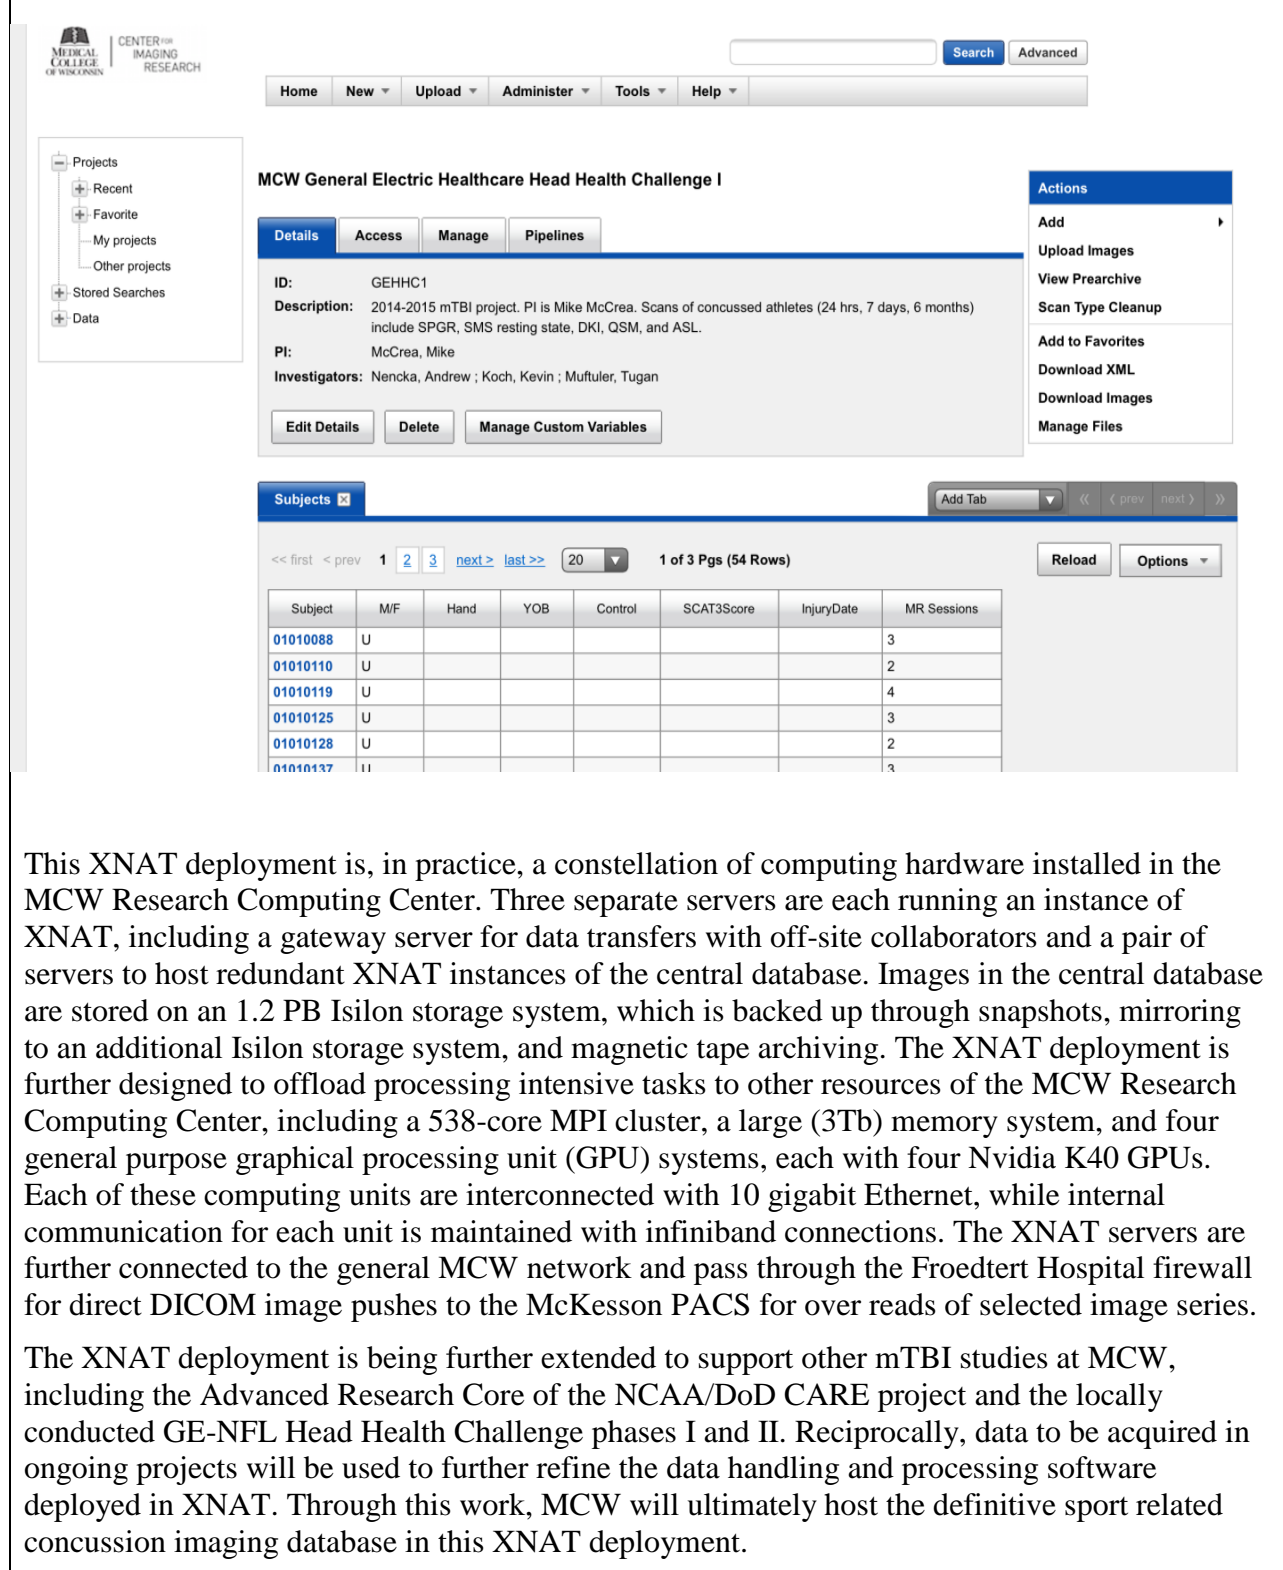 MEDICAL
COLLEGE
OF WISCONSIN
CENTER FOR
IMAGING
RESEARCH
Search
Advanced
Home New Upload Administer Tools Help
Projects
Recent
Favorite
My projects
Other projects
Stored Searches
Data
MCW General Electric Healthcare Head Health Challenge I
Details Access Manage Pipelines
ID: GEHHC1
Description: 2014-2015 mTBI project. PI is Mike McCrea. Scans of concussed athletes (24 hrs, 7 days, 6 months)
include SPGR, SMS resting state, DKI, QSM, and ASL.
PI: McCrea, Mike
Investigators: Nencka, Andrew ; Koch, Kevin ; Muftuler, Tugan
Edit Details Delete Manage Custom Variables
Actions
Add
Upload Images
View Prearchive
Scan Type Cleanup
Add to Favorites
Download XML
Download Images
Manage Files
Subjects
Add Tab « ‹ prev next › »
<< first < prev 1 2 3 next > last >> 20 1 of 3 Pgs (54 Rows)
Reload Options
Subject M/F Hand YOB Control SCAT3Score InjuryDate MR Sessions
01010088 U 3
01010110 U 2
01010119 U 4
01010125 U 3
01010128 U 2
01010137 U 3
This XNAT deployment is, in practice, a constellation of computing hardware installed in the
MCW Research Computing Center. Three separate servers are each running an instance of
XNAT, including a gateway server for data transfers with off-site collaborators and a pair of
servers to host redundant XNAT instances of the central database. Images in the central database
are stored on an 1.2 PB Isilon storage system, which is backed up through snapshots, mirroring
to an additional Isilon storage system, and magnetic tape archiving. The XNAT deployment is
further designed to offload processing intensive tasks to other resources of the MCW Research
Computing Center, including a 538-core MPI cluster, a large (3Tb) memory system, and four
general purpose graphical processing unit (GPU) systems, each with four Nvidia K40 GPUs.
Each of these computing units are interconnected with 10 gigabit Ethernet, while internal
communication for each unit is maintained with infiniband connections. The XNAT servers are
further connected to the general MCW network and pass through the Froedtert Hospital firewall
for direct DICOM image pushes to the McKesson PACS for over reads of selected image series.
The XNAT deployment is being further extended to support other mTBI studies at MCW,
including the Advanced Research Core of the NCAA/DoD CARE project and the locally
conducted GE-NFL Head Health Challenge phases I and II. Reciprocally, data to be acquired in
ongoing projects will be used to further refine the data handling and processing software
deployed in XNAT. Through this work, MCW will ultimately host the definitive sport related
concussion imaging database in this XNAT deployment.